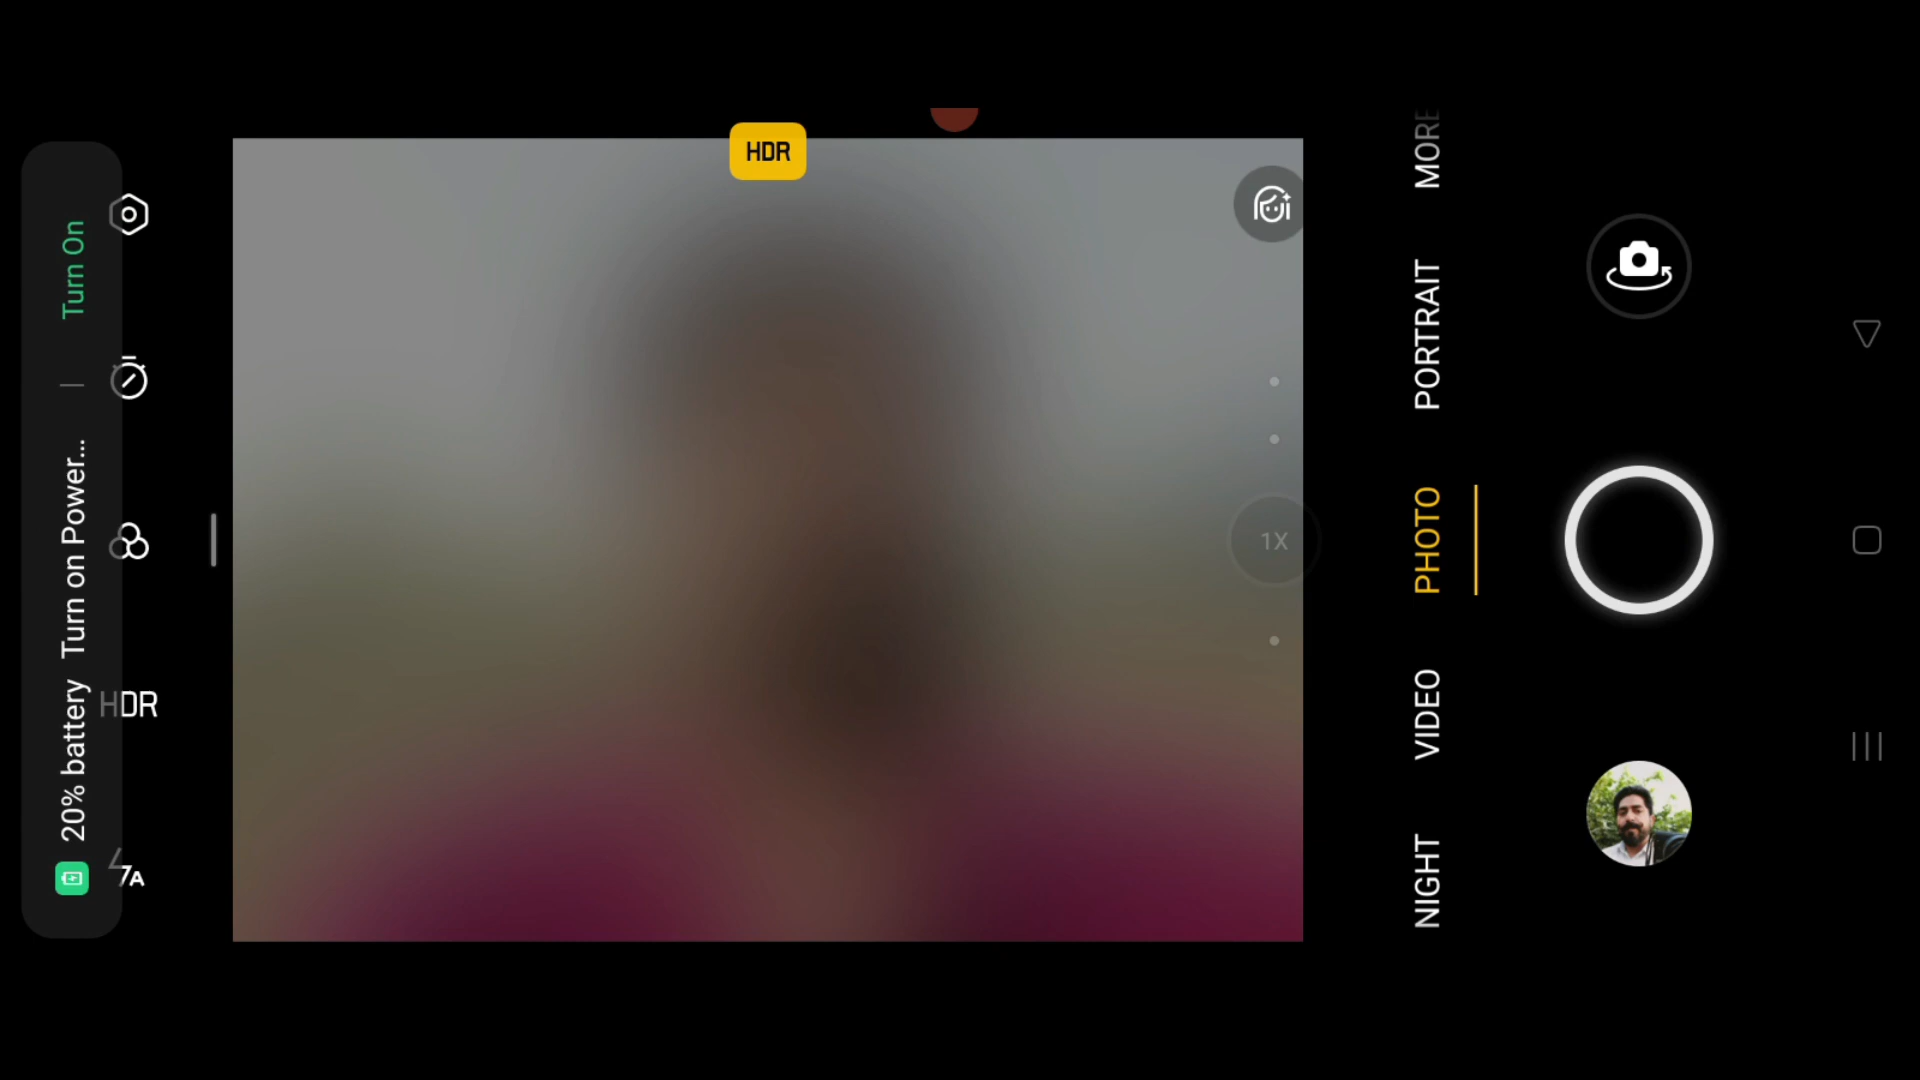 20% battery Turn on Power... | Turn On
HDR
HDR
A
1X
MORE
PORTRAIT
PHOTO
VIDEO
NIGHT